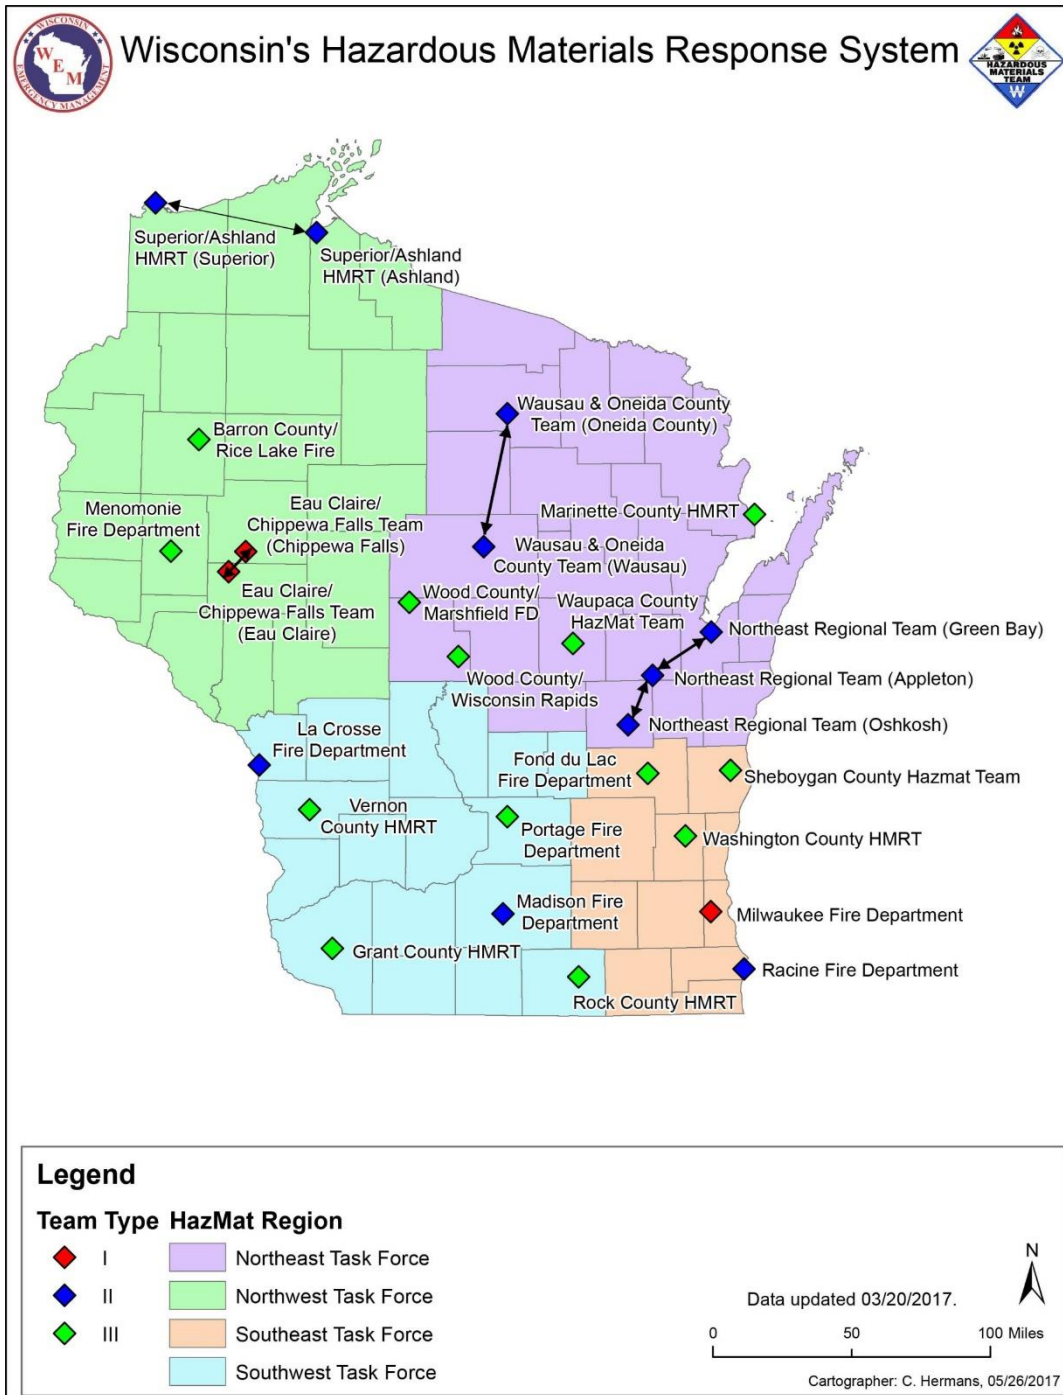 WISCONSIN
WEM
EMERGENCY MANAGEMENT
Wisconsin's Hazardous Materials Response System
HAZARDOUS
MATERIALS
TEAM
W
Superior/Ashland
HMRT (Superior)
Superior/Ashland
HMRT (Ashland)
Wausau & Oneida County
Team (Oneida County)
Barron County/
Rice Lake Fire
Menomonie
Fire Department
Eau Claire/
Chippewa Falls Team
(Chippewa Falls)
Marinette County HMRT
Wausau & Oneida
County Team (Wausau)
Eau Claire/
Chippewa Falls Team
(Eau Claire)
Wood County/
Marshfield FD
Waupaca County
HazMat Team
Northeast Regional Team (Green Bay)
Wood County/
Wisconsin Rapids
Northeast Regional Team (Appleton)
Northeast Regional Team (Oshkosh)
La Crosse
Fire Department
Fond du Lac
Fire Department
Sheboygan County Hazmat Team
Vernon
County HMRT
Portage Fire
Department
Washington County HMRT
Madison Fire
Department
Milwaukee Fire Department
Grant County HMRT
Racine Fire Department
Rock County HMRT
Legend
Team Type HazMat Region
I Northeast Task Force
II Northwest Task Force
III Southeast Task Force
Southwest Task Force
N
Data updated 03/20/2017.
0 50 100 Miles
Cartographer: C. Hermans, 05/26/2017